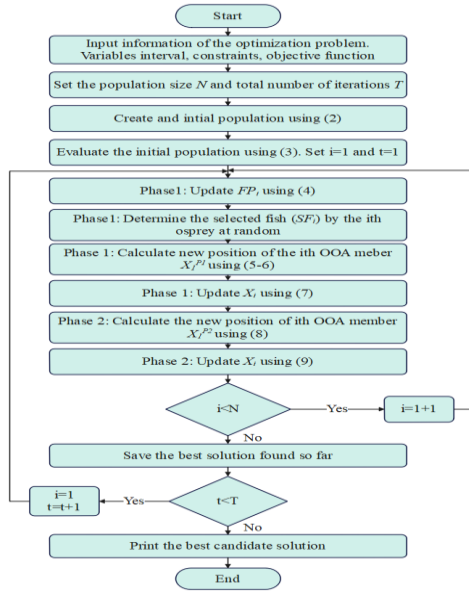 Start
Input information of the optimization problem.
Variables interval, constraints, objective function
Set the population size N and total number of iterations T
Create and intial population using (2)
Evaluate the initial population using (3). Set i=1 and t=1
Phase1: Update FPᵢ using (4)
Phase1: Determine the selected fish (SFᵢ) by the ith
osprey at random
Phase 1: Calculate new position of the ith OOA meber
Xᵢᴾ¹ using (5-6)
Phase 1: Update Xᵢ using (7)
Phase 2: Calculate the new position of ith OOA member
Xᵢᴾ² using (8)
Phase 2: Update Xᵢ using (9)
i<N
Yes
i=1+1
No
Save the best solution found so far
t<T
Yes
i=1
t=t+1
No
Print the best candidate solution
End